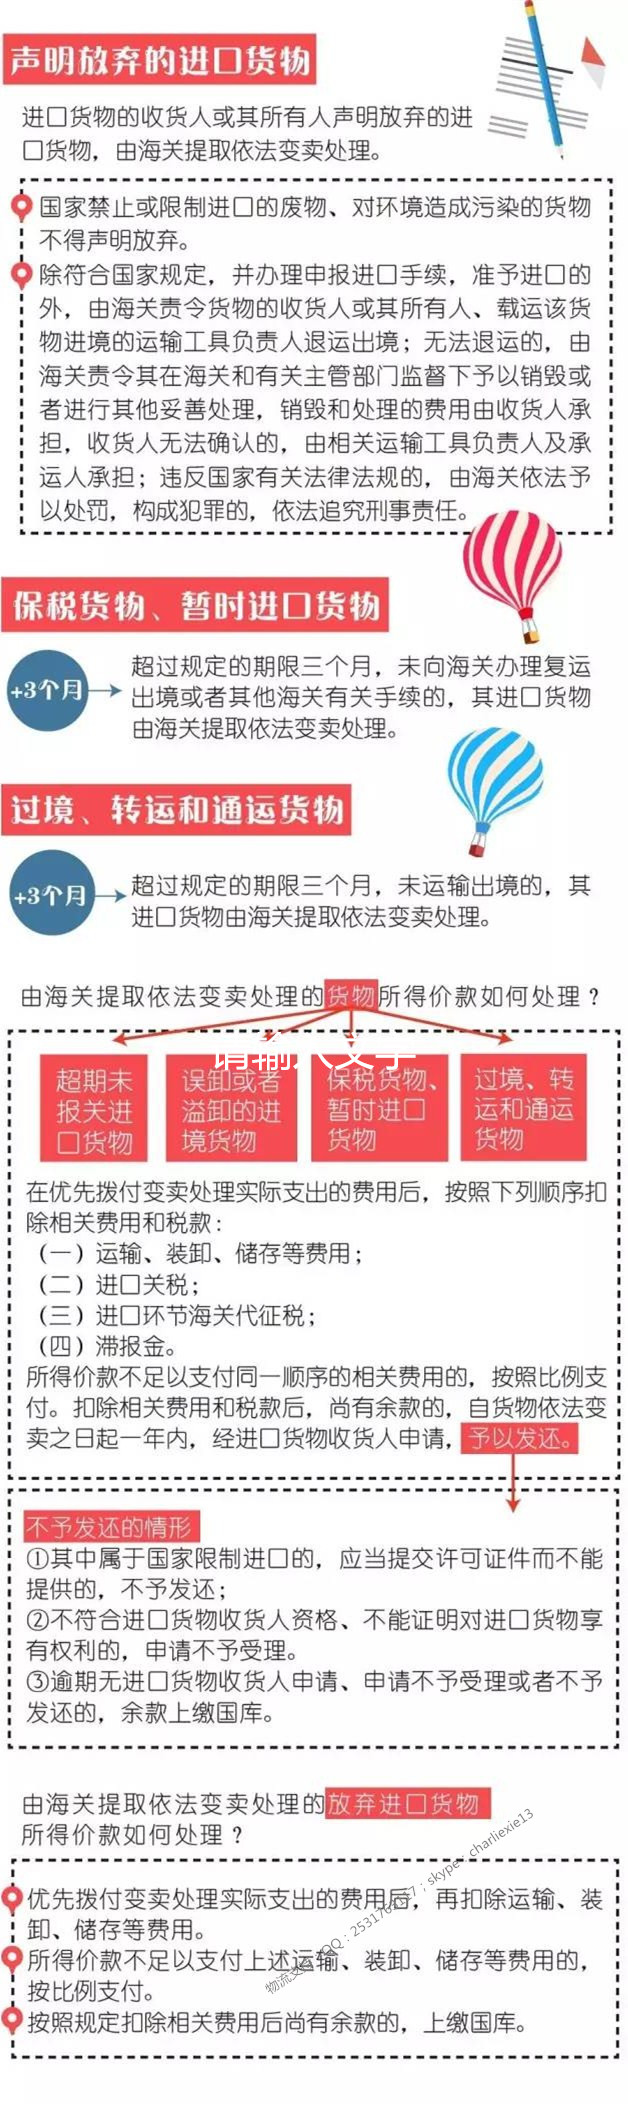 声明放弃的进口货物
进口货物的收货人或其所有人声明放弃的进
口货物，由海关提取依法变卖处理。
国家禁止或限制进口的废物、对环境造成污染的货物
不得声明放弃。
除符合国家规定，并办理申报进口手续，准予进口的
外，由海关责令货物的收货人或其所有人、载运该货
物进境的运输工具负责人退运出境；无法退运的，由
海关责令其在海关和有关主管部门监督下予以销毁或
者进行其他妥善处理，销毁和处理的费用由收货人承
担，收货人无法确认的，由相关运输工具负责人及承
运人承担；违反国家有关法律法规的，由海关依法予
以处罚，构成犯罪的，依法追究刑事责任。
保税货物、暂时进口货物
+3个月
超过规定的期限三个月，未向海关办理复运
出境或者其他海关有关手续的，其进口货物
由海关提取依法变卖处理。
过境、转运和通运货物
+3个月
超过规定的期限三个月，未运输出境的，其
进口货物由海关提取依法变卖处理。
由海关提取依法变卖处理的货物所得价款如何处理？
请输入文字
超期未
报关进
口货物
误卸或者
溢卸的进
境货物
保税货物、
暂时进口
货物
过境、转
运和通运
货物
在优先拨付变卖处理实际支出的费用后，按照下列顺序扣
除相关费用和税款：
（一）运输、装卸、储存等费用；
（二）进口关税；
（三）进口环节海关代征税；
（四）滞报金。
所得价款不足以支付同一顺序的相关费用的，按照比例支
付。扣除相关费用和税款后，尚有余款的，自货物依法变
卖之日起一年内，经进口货物收货人申请，予以发还。
不予发还的情形
①其中属于国家限制进口的，应当提交许可证件而不能
提供的，不予发还；
②不符合进口货物收货人资格、不能证明对进口货物享
有权利的，申请不予受理。
③逾期无进口货物收货人申请、申请不予受理或者不予
发还的，余款上缴国库。
由海关提取依法变卖处理的放弃进口货物
所得价款如何处理？
优先拨付变卖处理实际支出的费用后，再扣除运输、装
卸、储存等费用。
所得价款不足以支付上述运输、装卸、储存等费用的，
按比例支付。
按照规定扣除相关费用后尚有余款的，上缴国库。
skype：charliexie13